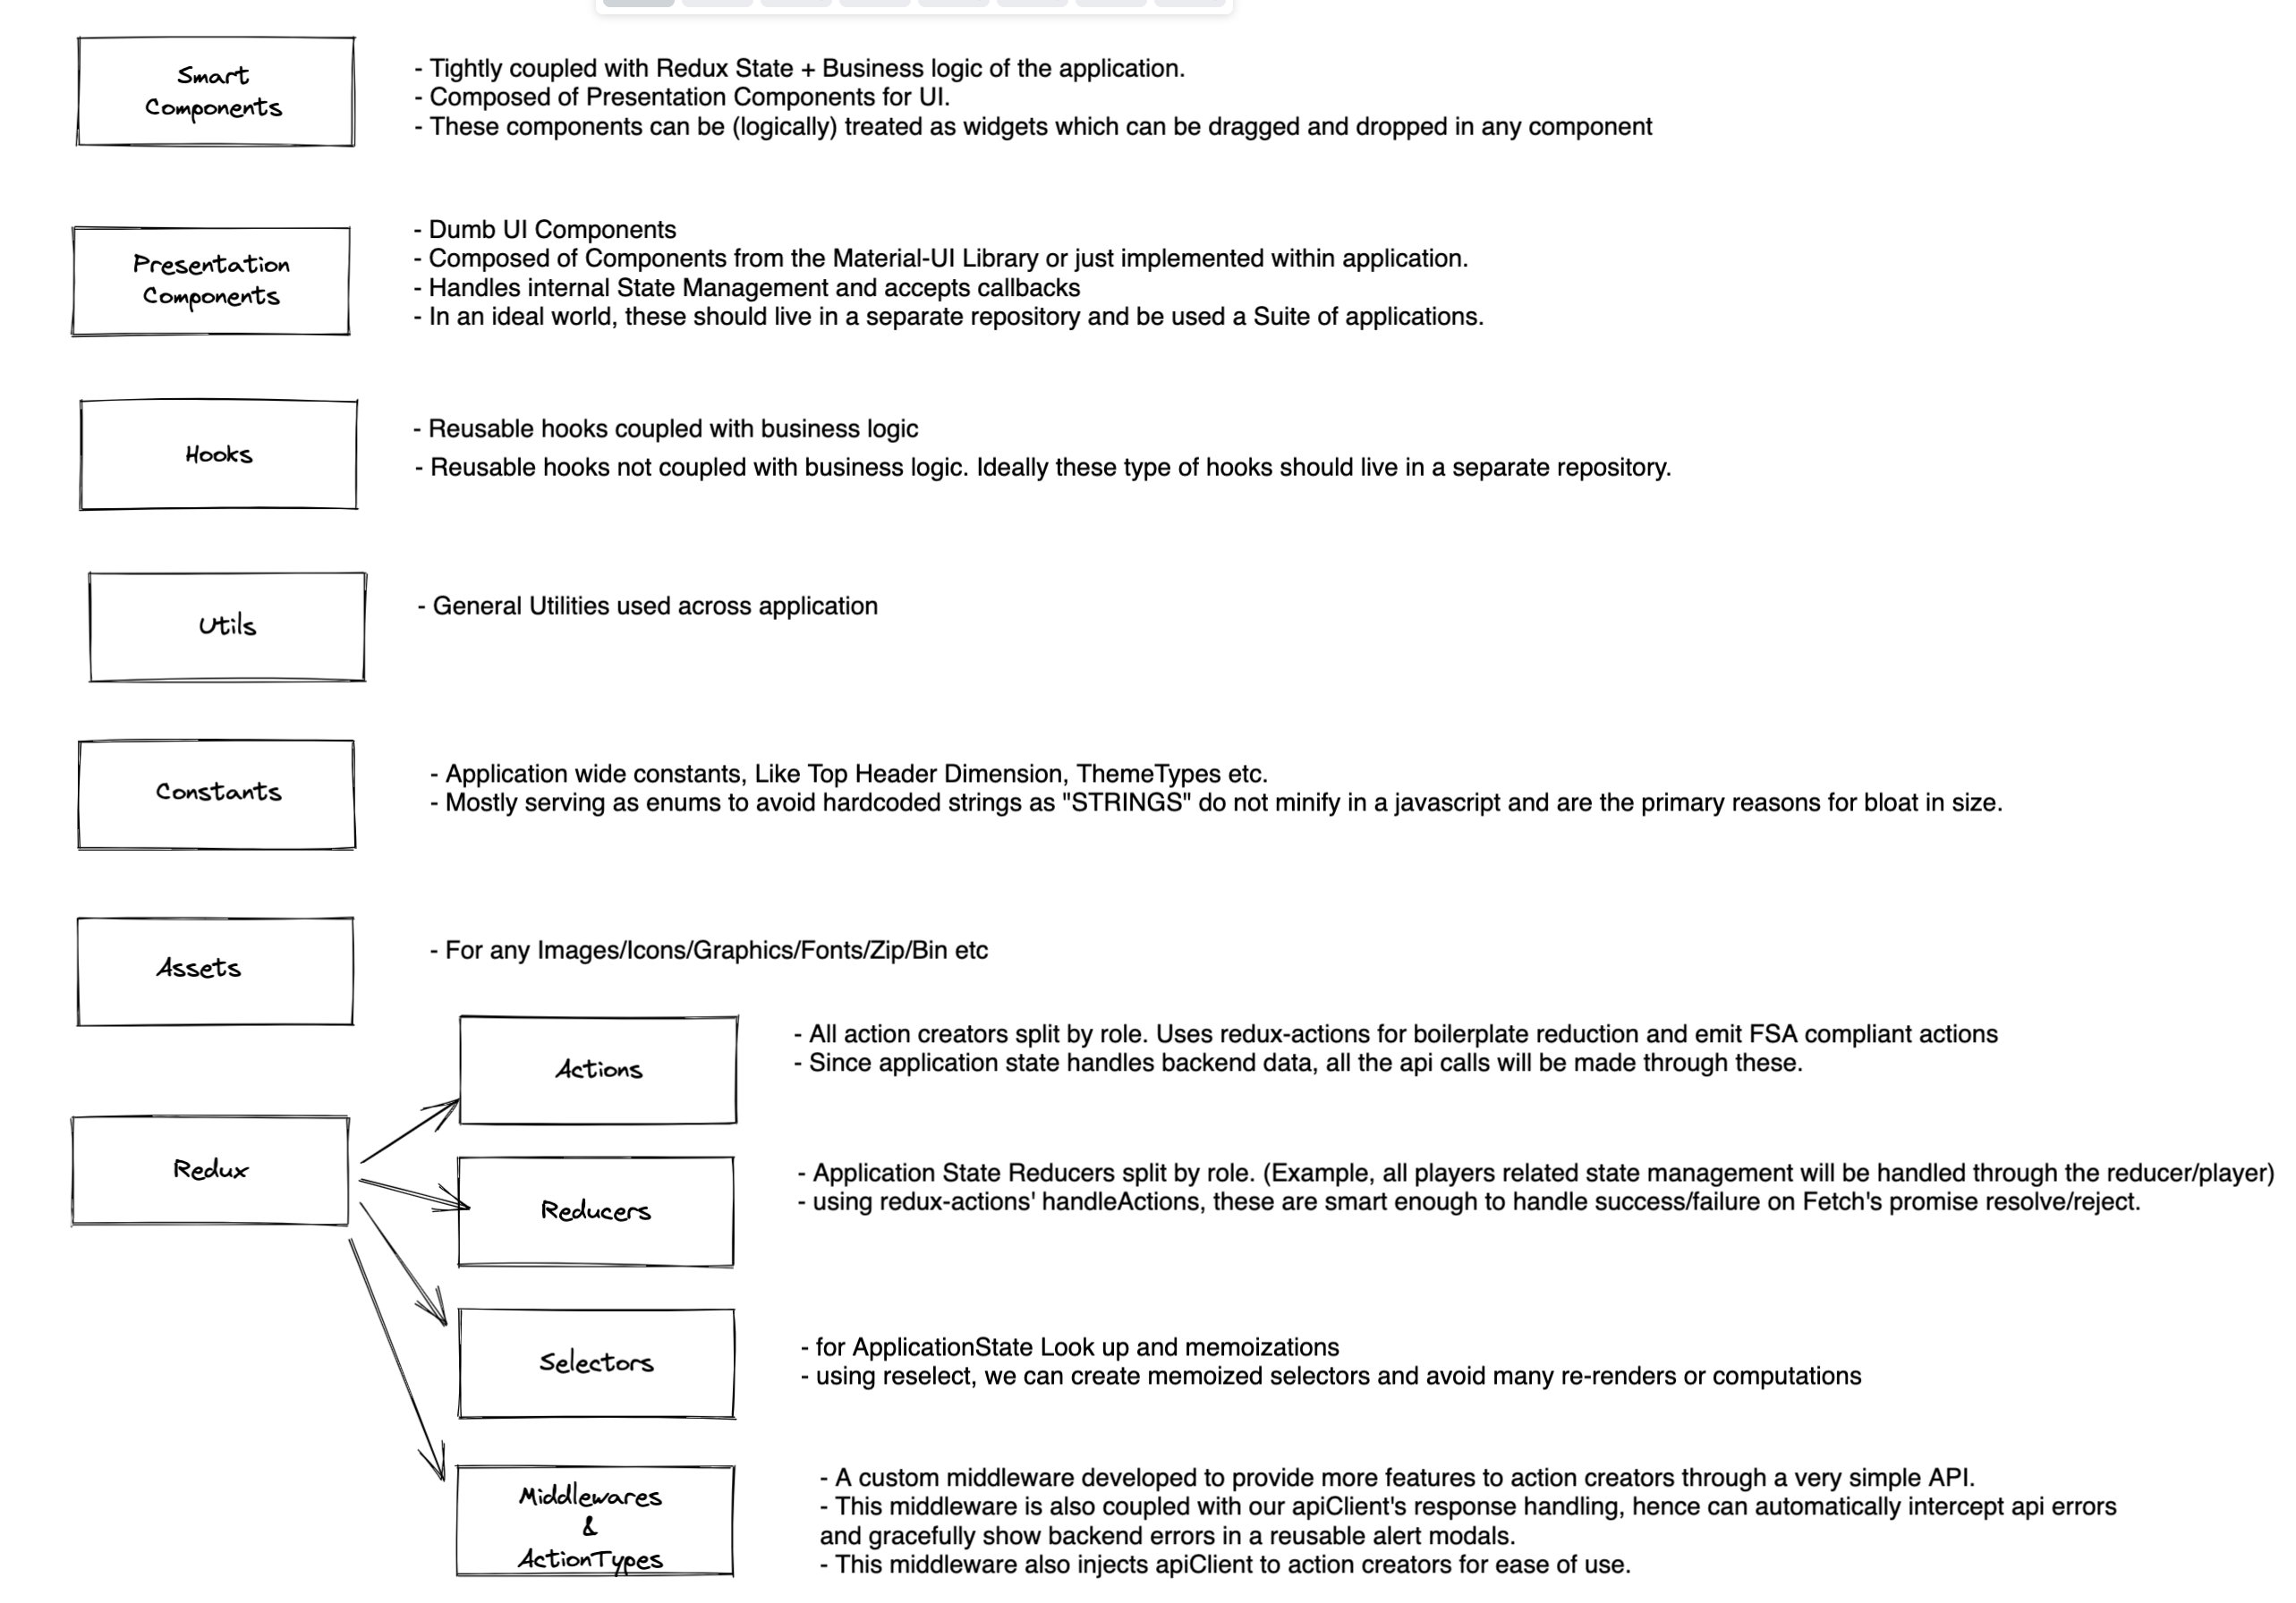 Smart
Components
- Tightly coupled with Redux State + Business logic of the application.
- Composed of Presentation Components for UI.
- These components can be (logically) treated as widgets which can be dragged and dropped in any component
Presentation
Components
- Dumb UI Components
- Composed of Components from the Material-UI Library or just implemented within application.
- Handles internal State Management and accepts callbacks
- In an ideal world, these should live in a separate repository and be used a Suite of applications.
Hooks
- Reusable hooks coupled with business logic
- Reusable hooks not coupled with business logic. Ideally these type of hooks should live in a separate repository.
Utils
- General Utilities used across application
Constants
- Application wide constants, Like Top Header Dimension, ThemeTypes etc.
- Mostly serving as enums to avoid hardcoded strings as "STRINGS" do not minify in a javascript and are the primary reasons for bloat in size.
Assets
- For any Images/Icons/Graphics/Fonts/Zip/Bin etc
Redux
Actions
- All action creators split by role. Uses redux-actions for boilerplate reduction and emit FSA compliant actions
- Since application state handles backend data, all the api calls will be made through these.
Reducers
- Application State Reducers split by role. (Example, all players related state management will be handled through the reducer/player)
- using redux-actions' handleActions, these are smart enough to handle success/failure on Fetch's promise resolve/reject.
Selectors
- for ApplicationState Look up and memoizations
- using reselect, we can create memoized selectors and avoid many re-renders or computations
Middlewares
&
ActionTypes
- A custom middleware developed to provide more features to action creators through a very simple API.
- This middleware is also coupled with our apiClient's response handling, hence can automatically intercept api errors
and gracefully show backend errors in a reusable alert modals.
- This middleware also injects apiClient to action creators for ease of use.